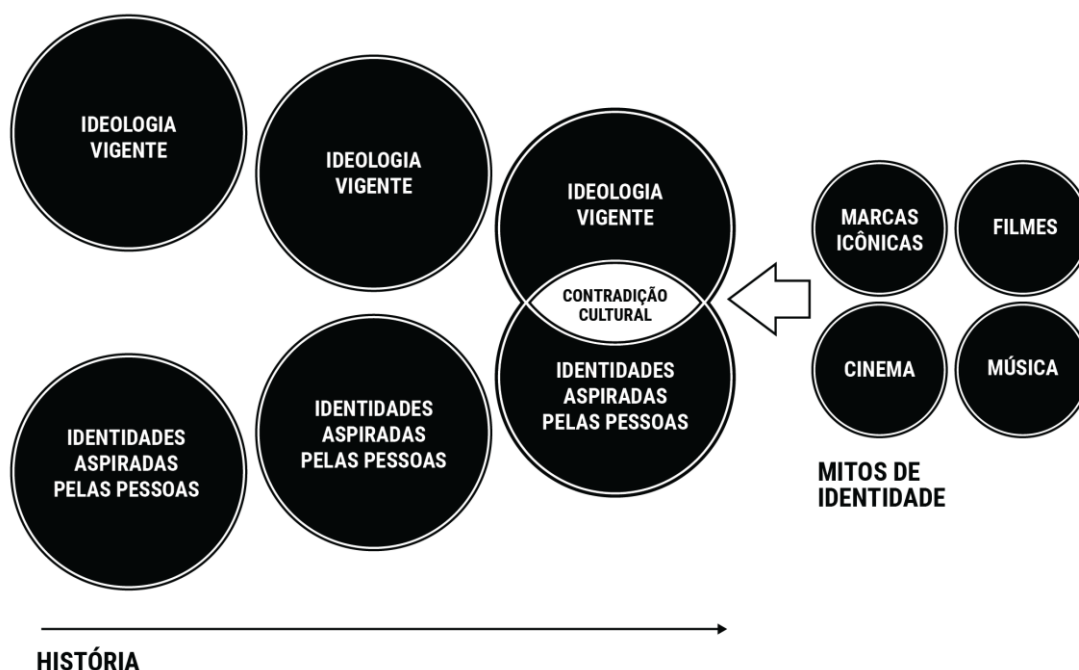 IDEOLOGIA
VIGENTE
IDEOLOGIA
VIGENTE
IDEOLOGIA
VIGENTE
CONTRADIÇÃO
CULTURAL
IDENTIDADES
ASPIRADAS
PELAS PESSOAS
IDENTIDADES
ASPIRADAS
PELAS PESSOAS
IDENTIDADES
ASPIRADAS
PELAS PESSOAS
MARCAS
ICÔNICAS
FILMES
CINEMA
MÚSICA
MITOS DE
IDENTIDADE
HISTÓRIA